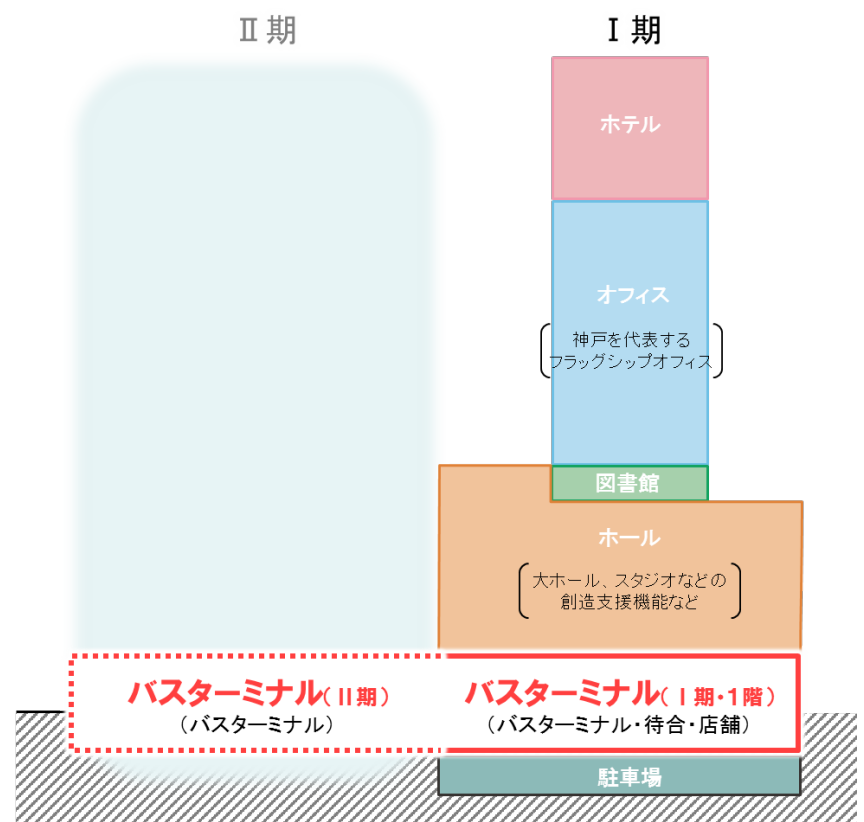 Ⅱ期
Ⅰ期
ホテル
オフィス
神戸を代表する
フラッグシップオフィス
図書館
ホール
大ホール、スタジオなどの
創造支援機能など
バスターミナル(Ⅱ期)
(バスターミナル)
バスターミナル(Ⅰ期・1階)
(バスターミナル・待合・店舗)
駐車場